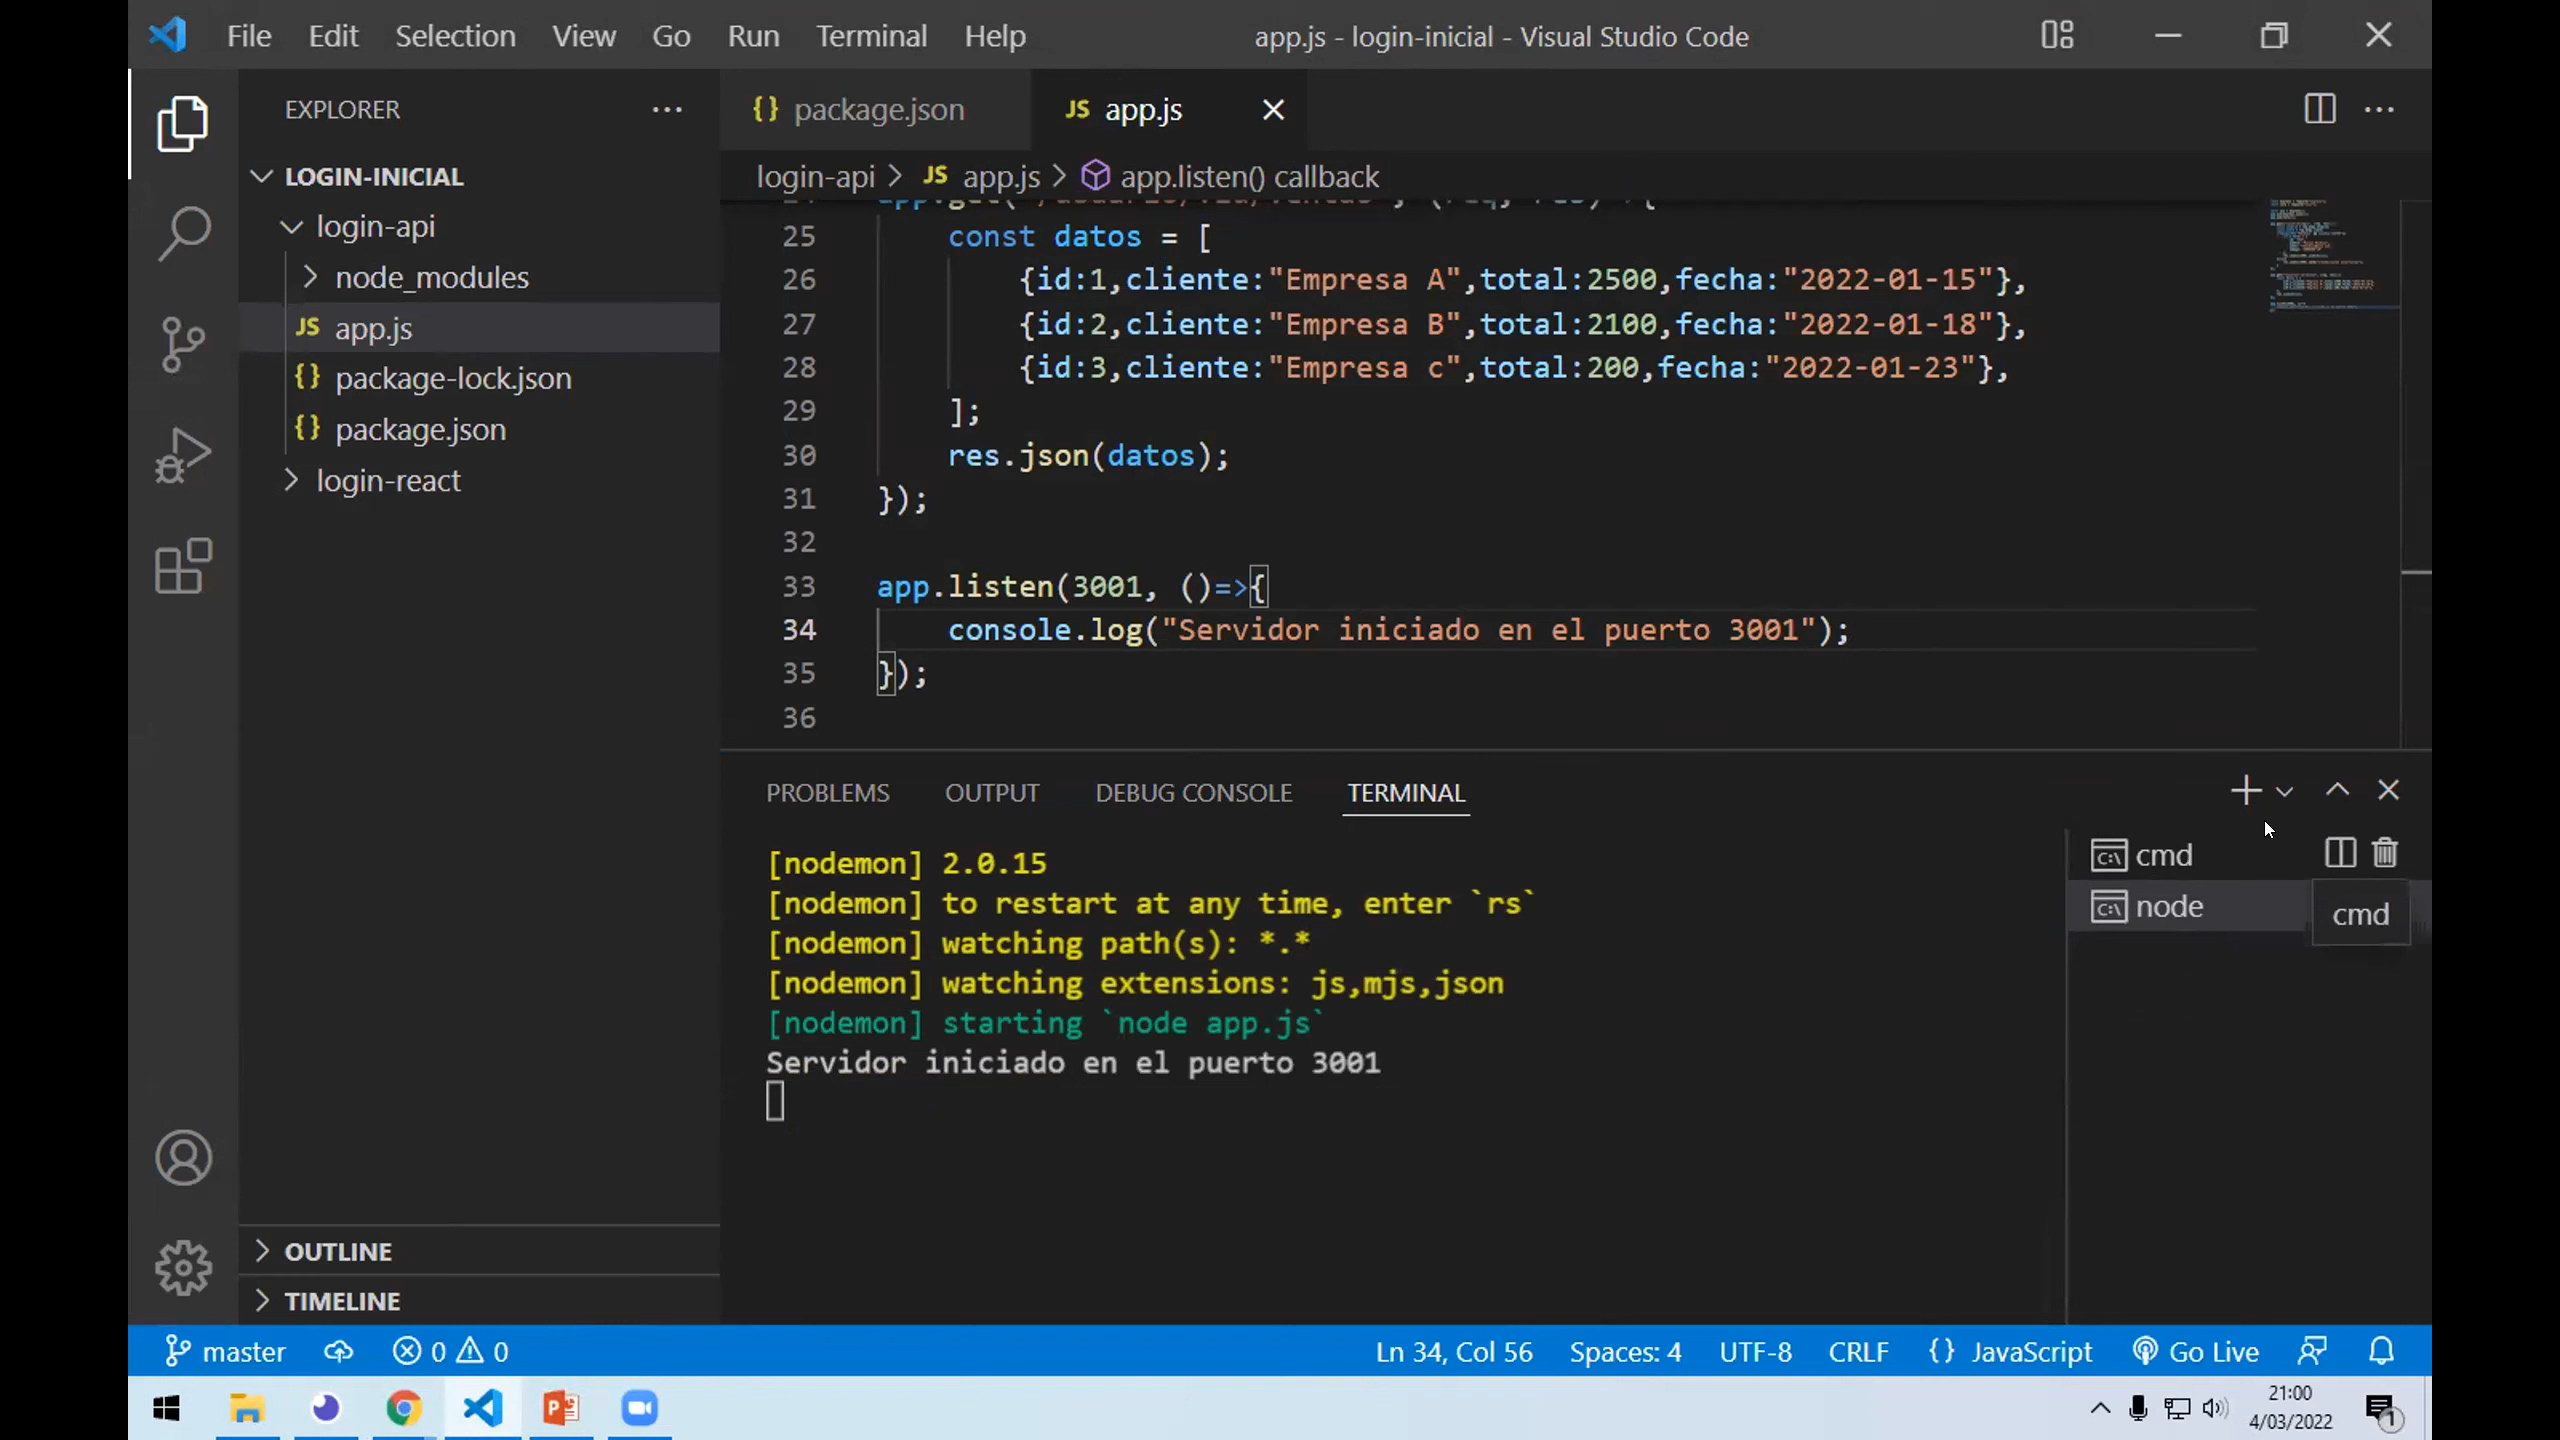 File Edit Selection View Go Run Terminal Help app.js - login-inicial - Visual Studio Code
EXPLORER
LOGIN-INICIAL
login-api
node_modules
JS app.js
{} package-lock.json
{} package.json
login-react
OUTLINE
TIMELINE
{} package.json JS app.js
login-api > JS app.js > app.listen() callback
25 const datos = [
26 {id:1,cliente:"Empresa A",total:2500,fecha:"2022-01-15"},
27 {id:2,cliente:"Empresa B",total:2100,fecha:"2022-01-18"},
28 {id:3,cliente:"Empresa c",total:200,fecha:"2022-01-23"},
29 ];
30 res.json(datos);
31 });
32
33 app.listen(3001, ()=>{
34 console.log("Servidor iniciado en el puerto 3001");
35 });
36
PROBLEMS OUTPUT DEBUG CONSOLE TERMINAL
[nodemon] 2.0.15
[nodemon] to restart at any time, enter `rs`
[nodemon] watching path(s): *.*
[nodemon] watching extensions: js,mjs,json
[nodemon] starting `node app.js`
Servidor iniciado en el puerto 3001
cmd
node
cmd
master 0 0 Ln 34, Col 56 Spaces: 4 UTF-8 CRLF {} JavaScript Go Live
21:00
4/03/2022
1